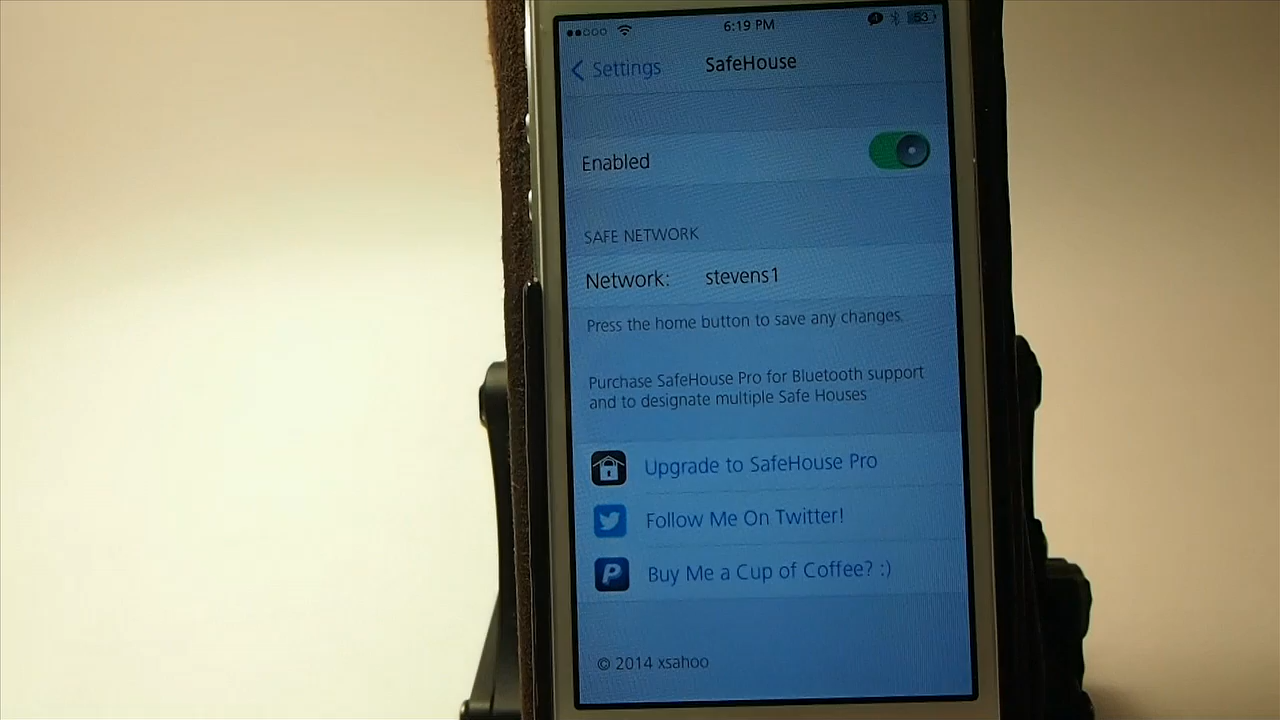 6:19 PM
53
Settings
SafeHouse
Enabled
SAFE NETWORK
Network: stevens1
Press the home button to save any changes.
Purchase SafeHouse Pro for Bluetooth support
and to designate multiple Safe Houses
Upgrade to SafeHouse Pro
Follow Me On Twitter!
Buy Me a Cup of Coffee? :)
© 2014 xsahoo